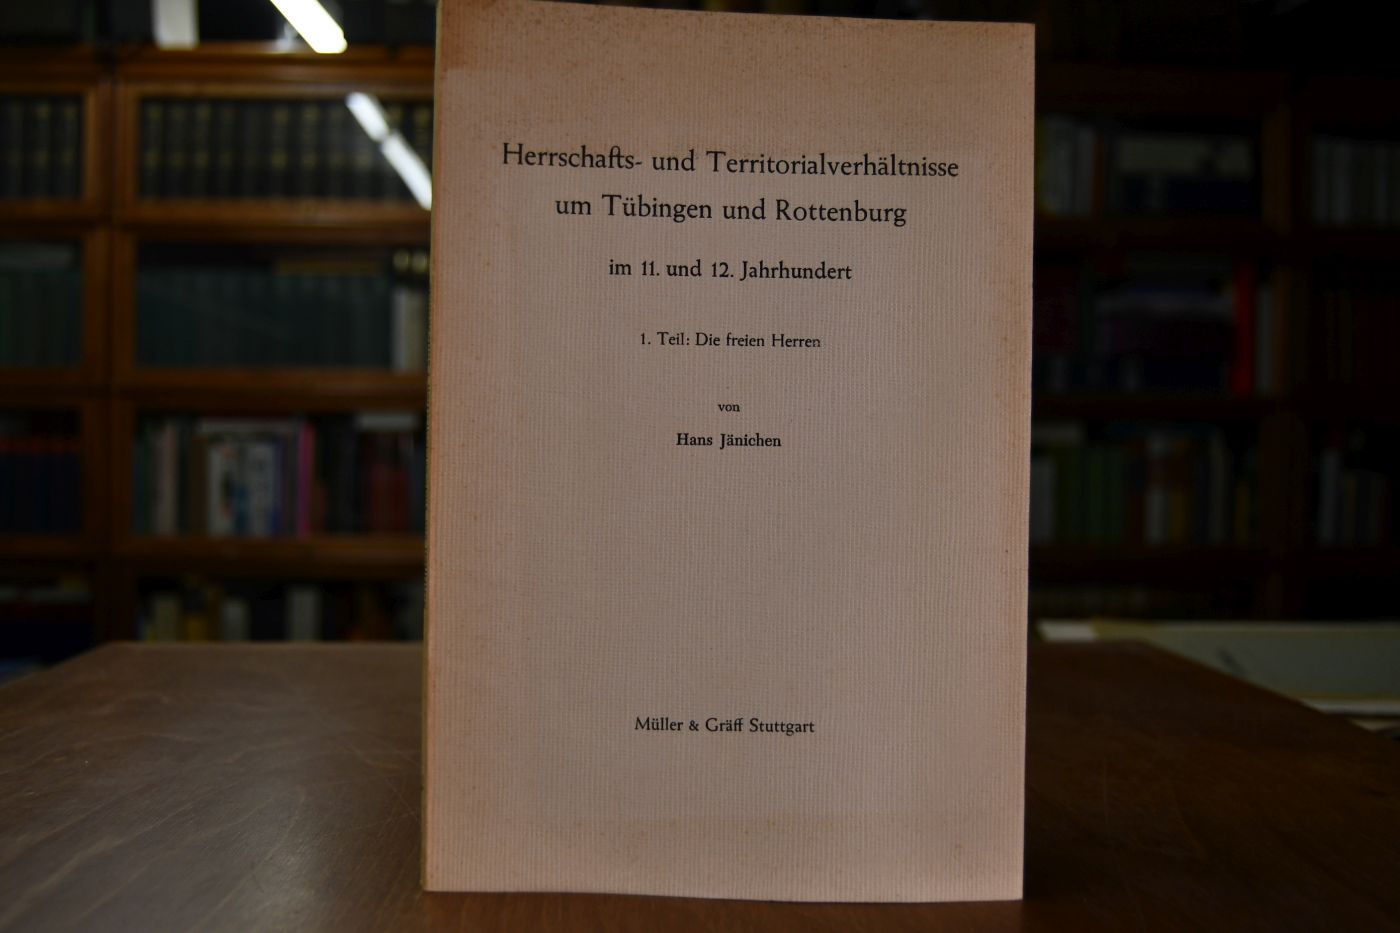 Herrschafts- und Territorialverhältnisse
um Tübingen und Rottenburg
im 11. und 12. Jahrhundert
1. Teil: Die freien Herren
von
Hans Jänichen
Müller & Gräff Stuttgart